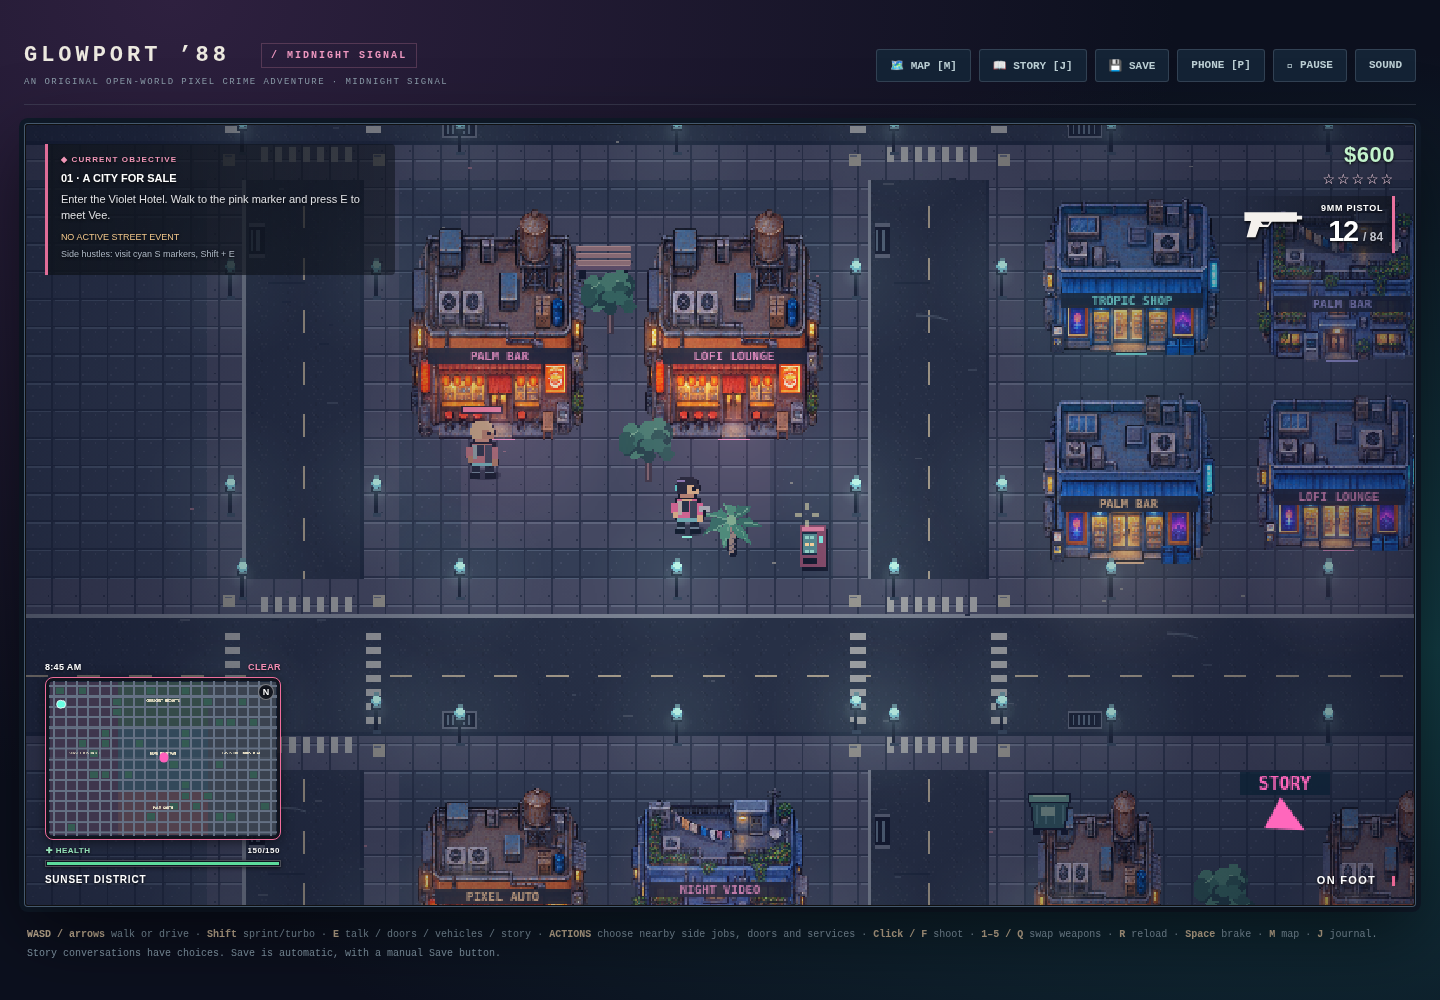 GLOWPORT ’88
/ MIDNIGHT SIGNAL
AN ORIGINAL OPEN-WORLD PIXEL CRIME ADVENTURE · MIDNIGHT SIGNAL
MAP [M]
STORY [J]
SAVE
PHONE [P]
PAUSE
SOUND
◆ CURRENT OBJECTIVE
01 · A CITY FOR SALE
Enter the Violet Hotel. Walk to the pink marker and press E to
meet Vee.
NO ACTIVE STREET EVENT
Side hustles: visit cyan S markers, Shift + E
$600
☆☆☆☆☆
9MM PISTOL
12 / 84
TROPIC SHOP
PALM BAR
PALM BAR
LOFI LOUNGE
PALM BAR
LOFI LOUNGE
8:45 AM
CLEAR
N
✚ HEALTH
150/150
SUNSET DISTRICT
STORY
PIXEL AUTO
NIGHT VIDEO
ON FOOT
WASD / arrows walk or drive · Shift sprint/turbo · E talk / doors / vehicles / story · ACTIONS choose nearby side jobs, doors and services · Click / F shoot · 1–5 / Q swap weapons · R reload · Space brake · M map · J journal.
Story conversations have choices. Save is automatic, with a manual Save button.